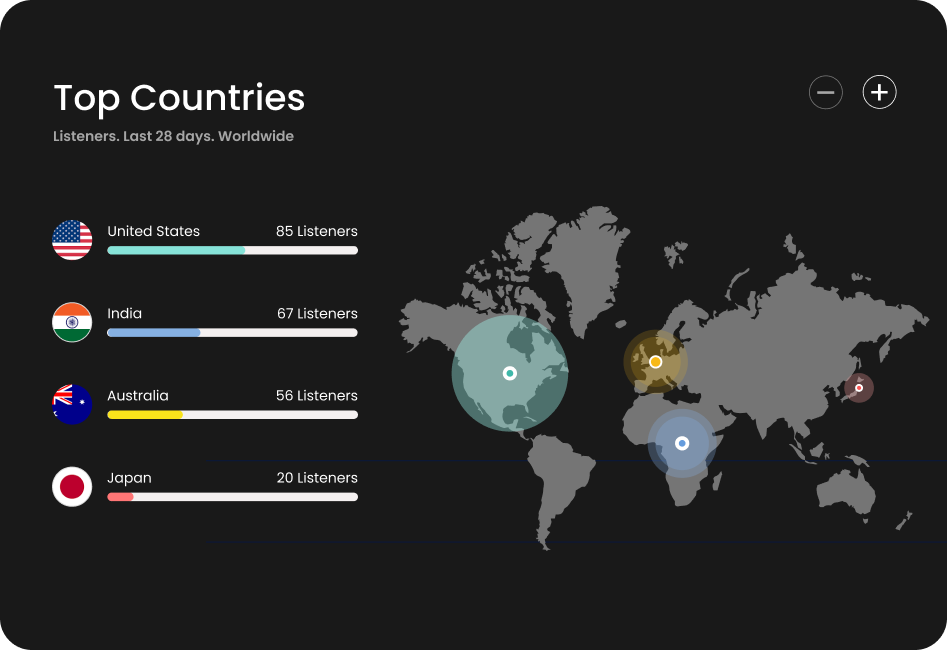 Top Countries
Listeners. Last 28 days. Worldwide
United States 85 Listeners
India 67 Listeners
Australia 56 Listeners
Japan 20 Listeners